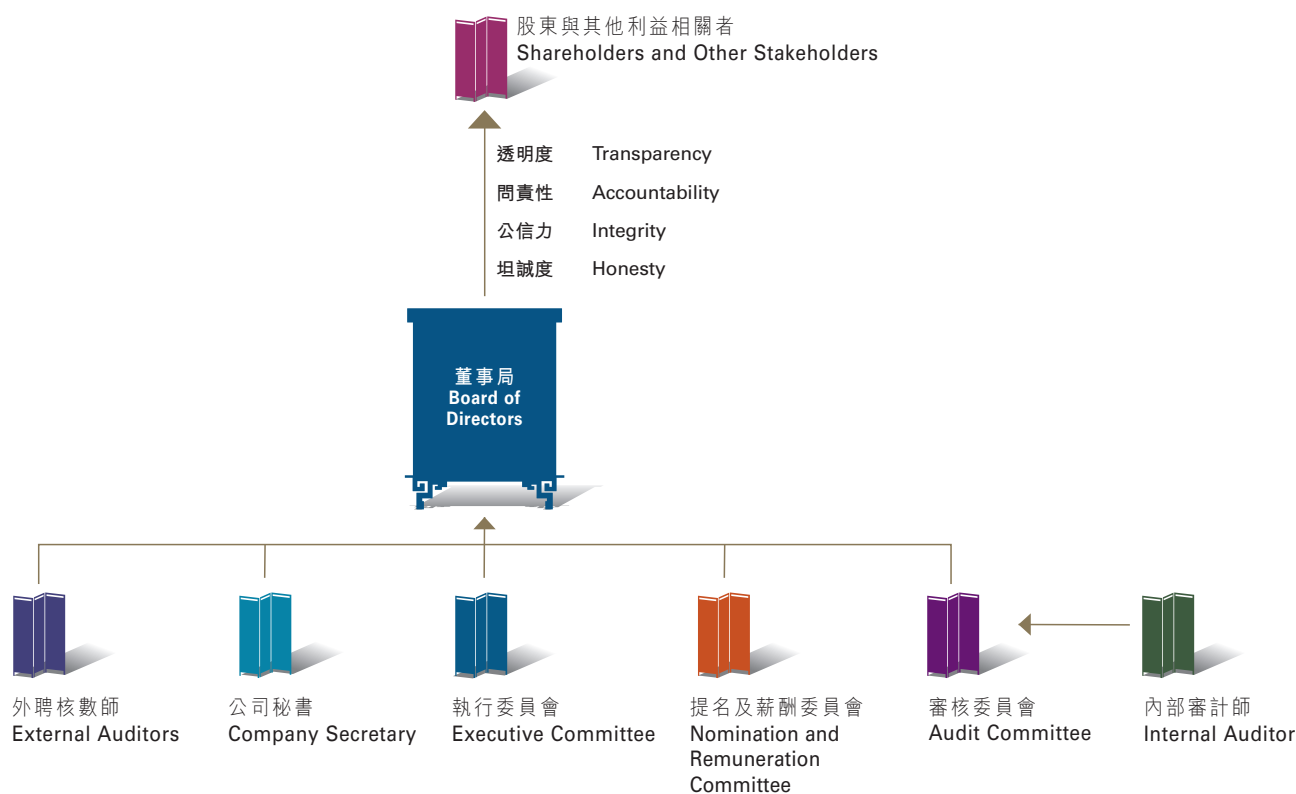 股東與其他利益相關者
Shareholders and Other Stakeholders
透明度 Transparency
問責性 Accountability
公信力 Integrity
坦誠度 Honesty
董事局
Board of
Directors
外聘核數師
External Auditors
公司秘書
Company Secretary
執行委員會
Executive Committee
提名及薪酬委員會
Nomination and
Remuneration
Committee
審核委員會
Audit Committee
內部審計師
Internal Auditor